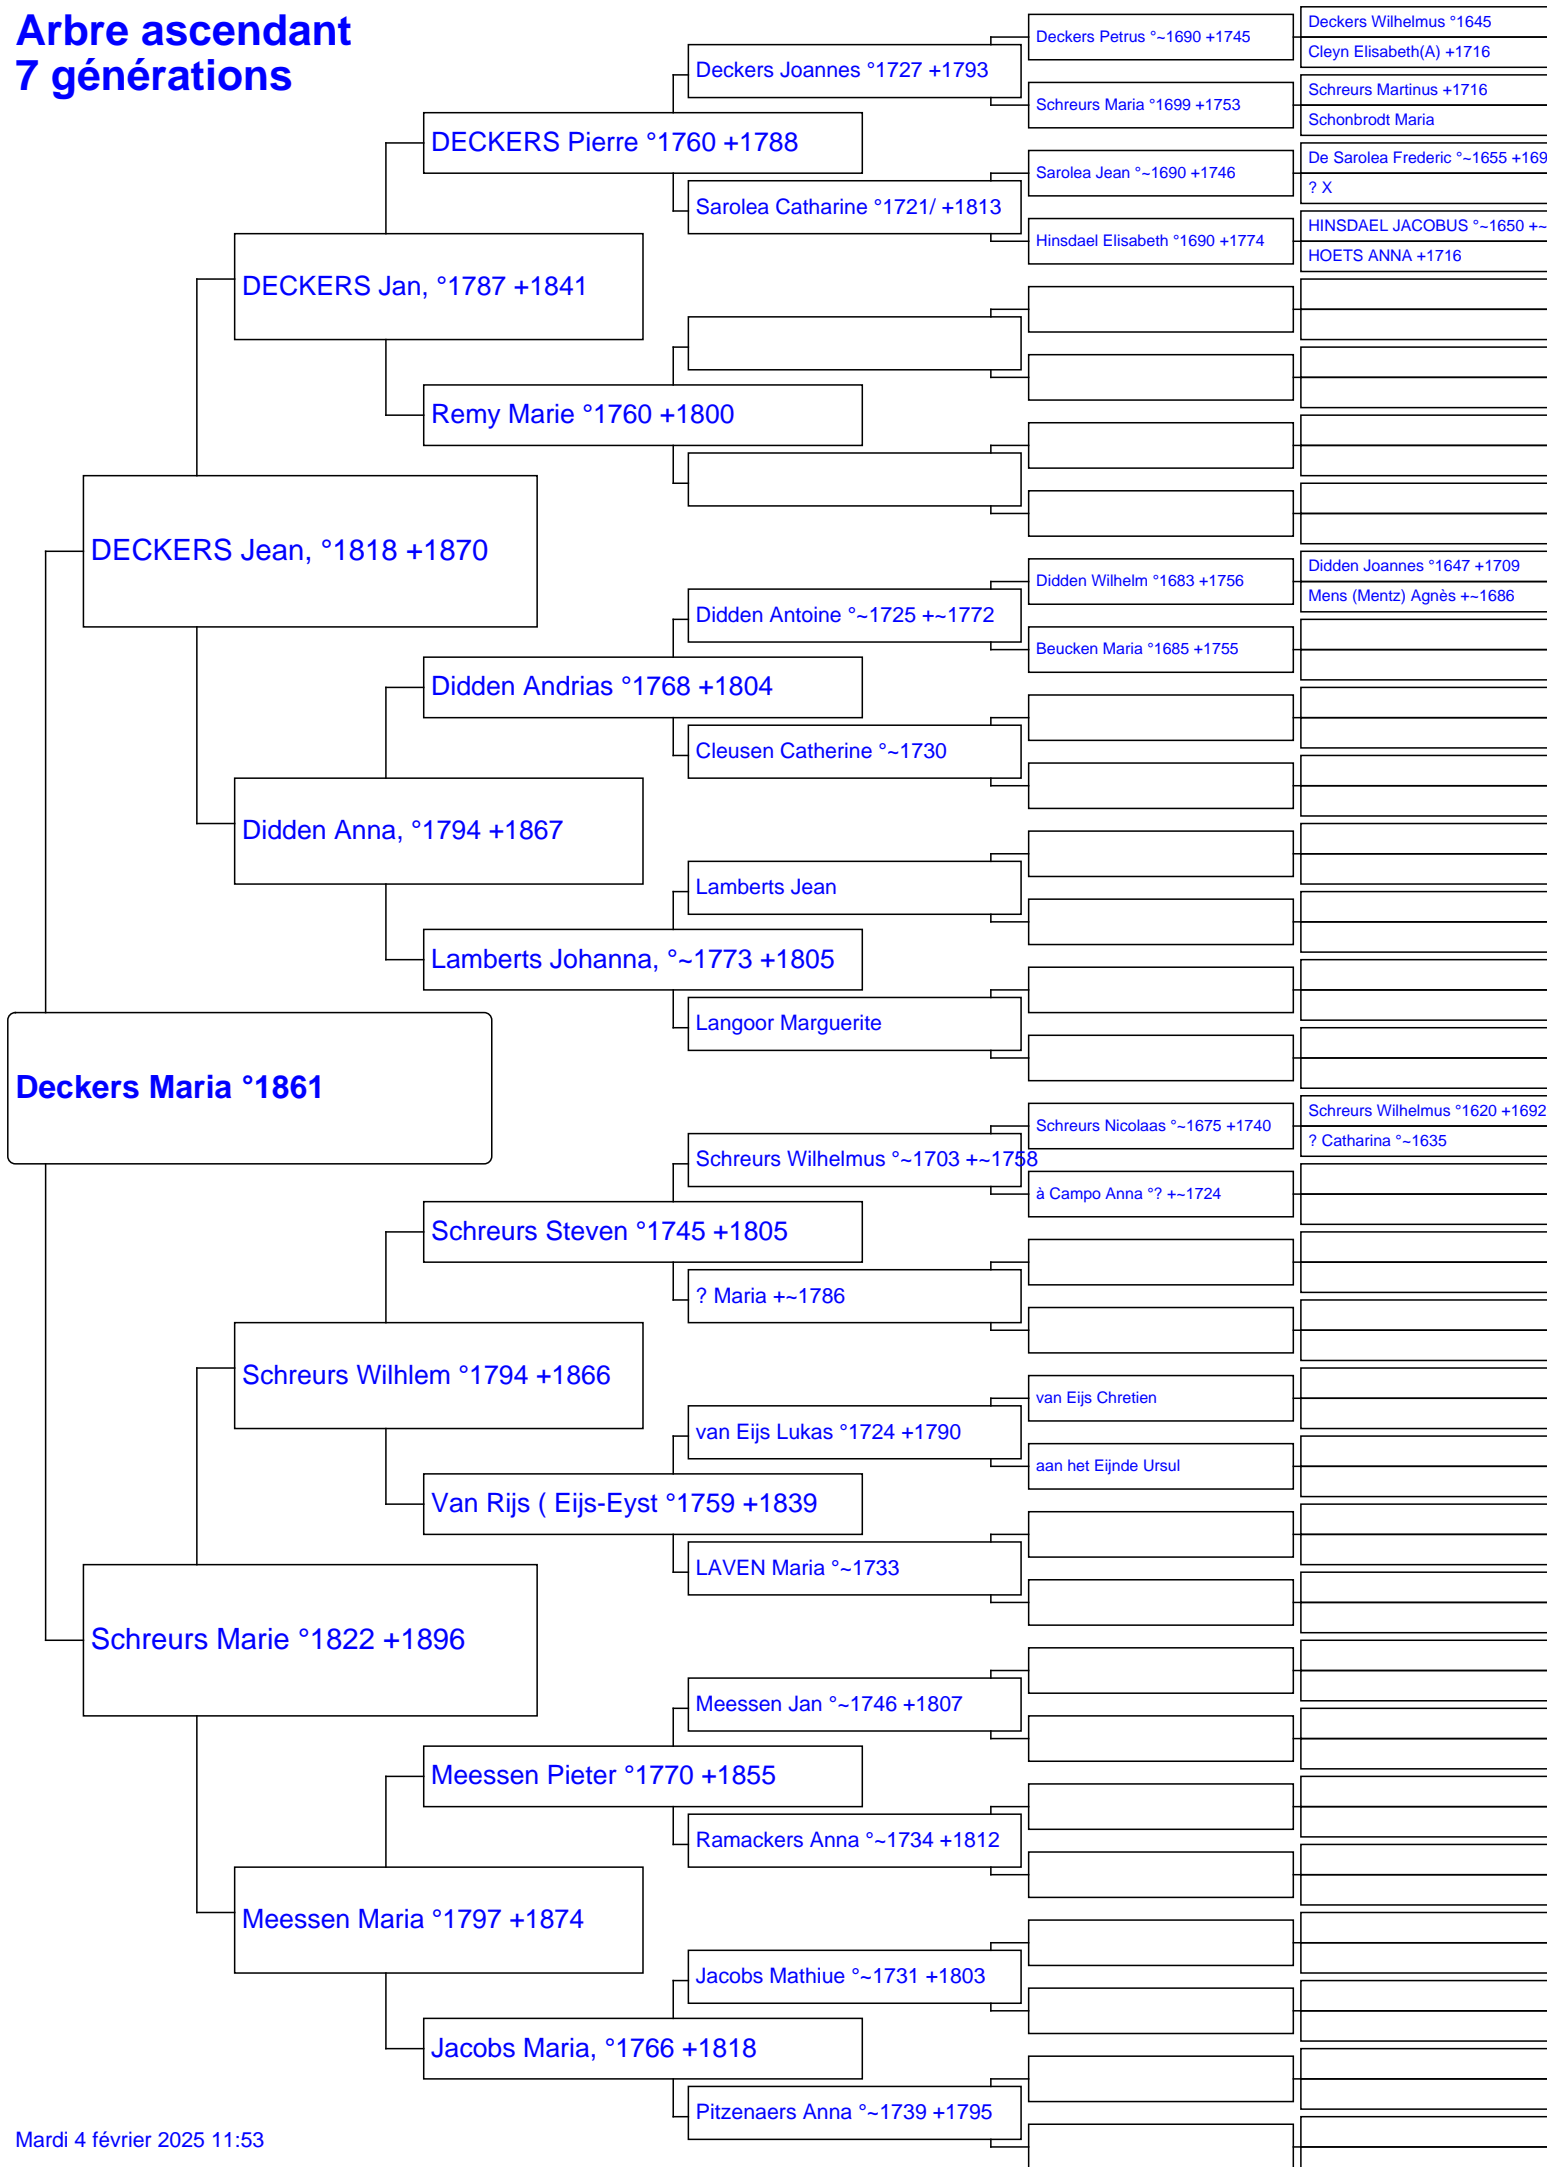 Arbre ascendant
7 générations
Deckers Maria °1861
DECKERS Jean, °1818 +1870
Schreurs Marie °1822 +1896
DECKERS Jan, °1787 +1841
Didden Anna, °1794 +1867
Schreurs Wilhlem °1794 +1866
Meessen Maria °1797 +1874
DECKERS Pierre °1760 +1788
Remy Marie °1760 +1800
Didden Andrias °1768 +1804
Lamberts Johanna, °~1773 +1805
Schreurs Steven °1745 +1805
Van Rijs ( Eijs-Eyst °1759 +1839
Meessen Pieter °1770 +1855
Jacobs Maria, °1766 +1818
Deckers Joannes °1727 +1793
Sarolea Catharine °1721/ +1813
Didden Antoine °~1725 +~1772
Cleusen Catherine °~1730
Lamberts Jean
Langoor Marguerite
Schreurs Wilhelmus °~1703 +~1758
? Maria +~1786
van Eijs Lukas °1724 +1790
LAVEN Maria °~1733
Meessen Jan °~1746 +1807
Ramackers Anna °~1734 +1812
Jacobs Mathiue °~1731 +1803
Pitzenaers Anna °~1739 +1795
Deckers Petrus °~1690 +1745
Schreurs Maria °1699 +1753
Sarolea Jean °~1690 +1746
Hinsdael Elisabeth °1690 +1774
Didden Wilhelm °1683 +1756
Beucken Maria °1685 +1755
Schreurs Nicolaas °~1675 +1740
à Campo Anna °? +~1724
van Eijs Chretien
aan het Eijnde Ursul
Deckers Wilhelmus °1645
Cleyn Elisabeth(A) +1716
Schreurs Martinus +1716
Schonbrodt Maria
De Sarolea Frederic °~1655 +169
? X
HINSDAEL JACOBUS °~1650 +~
HOETS ANNA +1716
Didden Joannes °1647 +1709
Mens (Mentz) Agnès +~1686
Schreurs Wilhelmus °1620 +1692
? Catharina °~1635
Mardi 4 février 2025 11:53